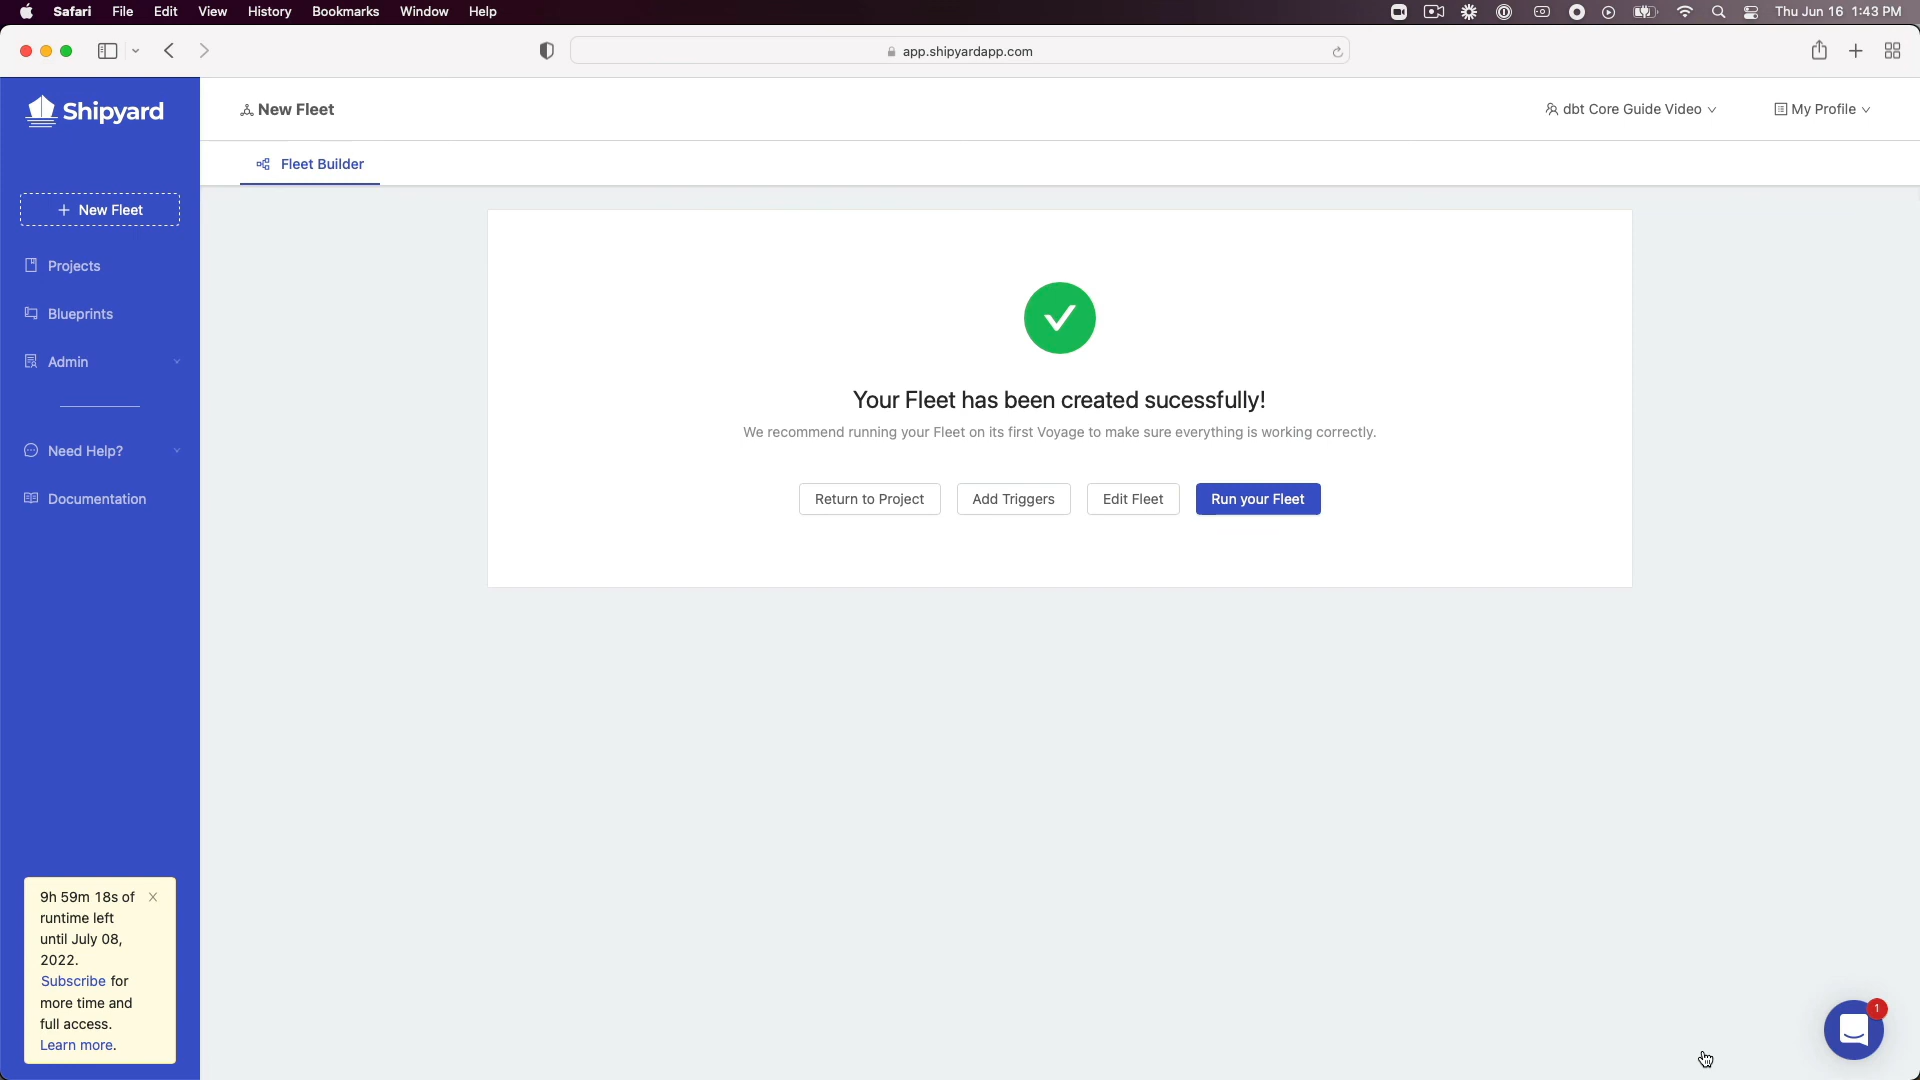 Safari File Edit View History Bookmarks Window Help
Thu Jun 16 1:43 PM
app.shipyardapp.com
Shipyard
New Fleet
dbt Core Guide Video
My Profile
Fleet Builder
+ New Fleet
Projects
Blueprints
Admin
Need Help?
Documentation
Your Fleet has been created sucessfully!
We recommend running your Fleet on its first Voyage to make sure everything is working correctly.
Return to Project
Add Triggers
Edit Fleet
Run your Fleet
9h 59m 18s of
runtime left
until July 08,
2022.
Subscribe for
more time and
full access.
Learn more.
1